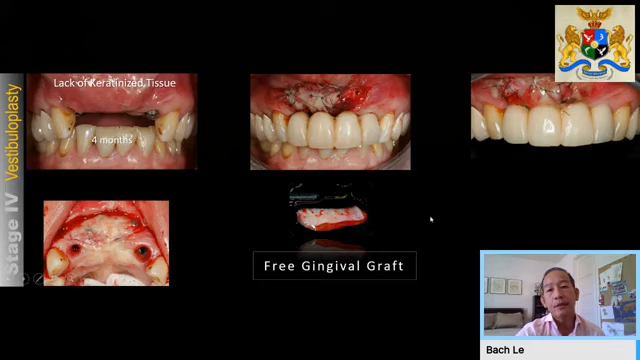 Stage IV Vestibuloplasty
Lack of Keratinized Tissue
4 months
Free Gingival Graft
Bach Le